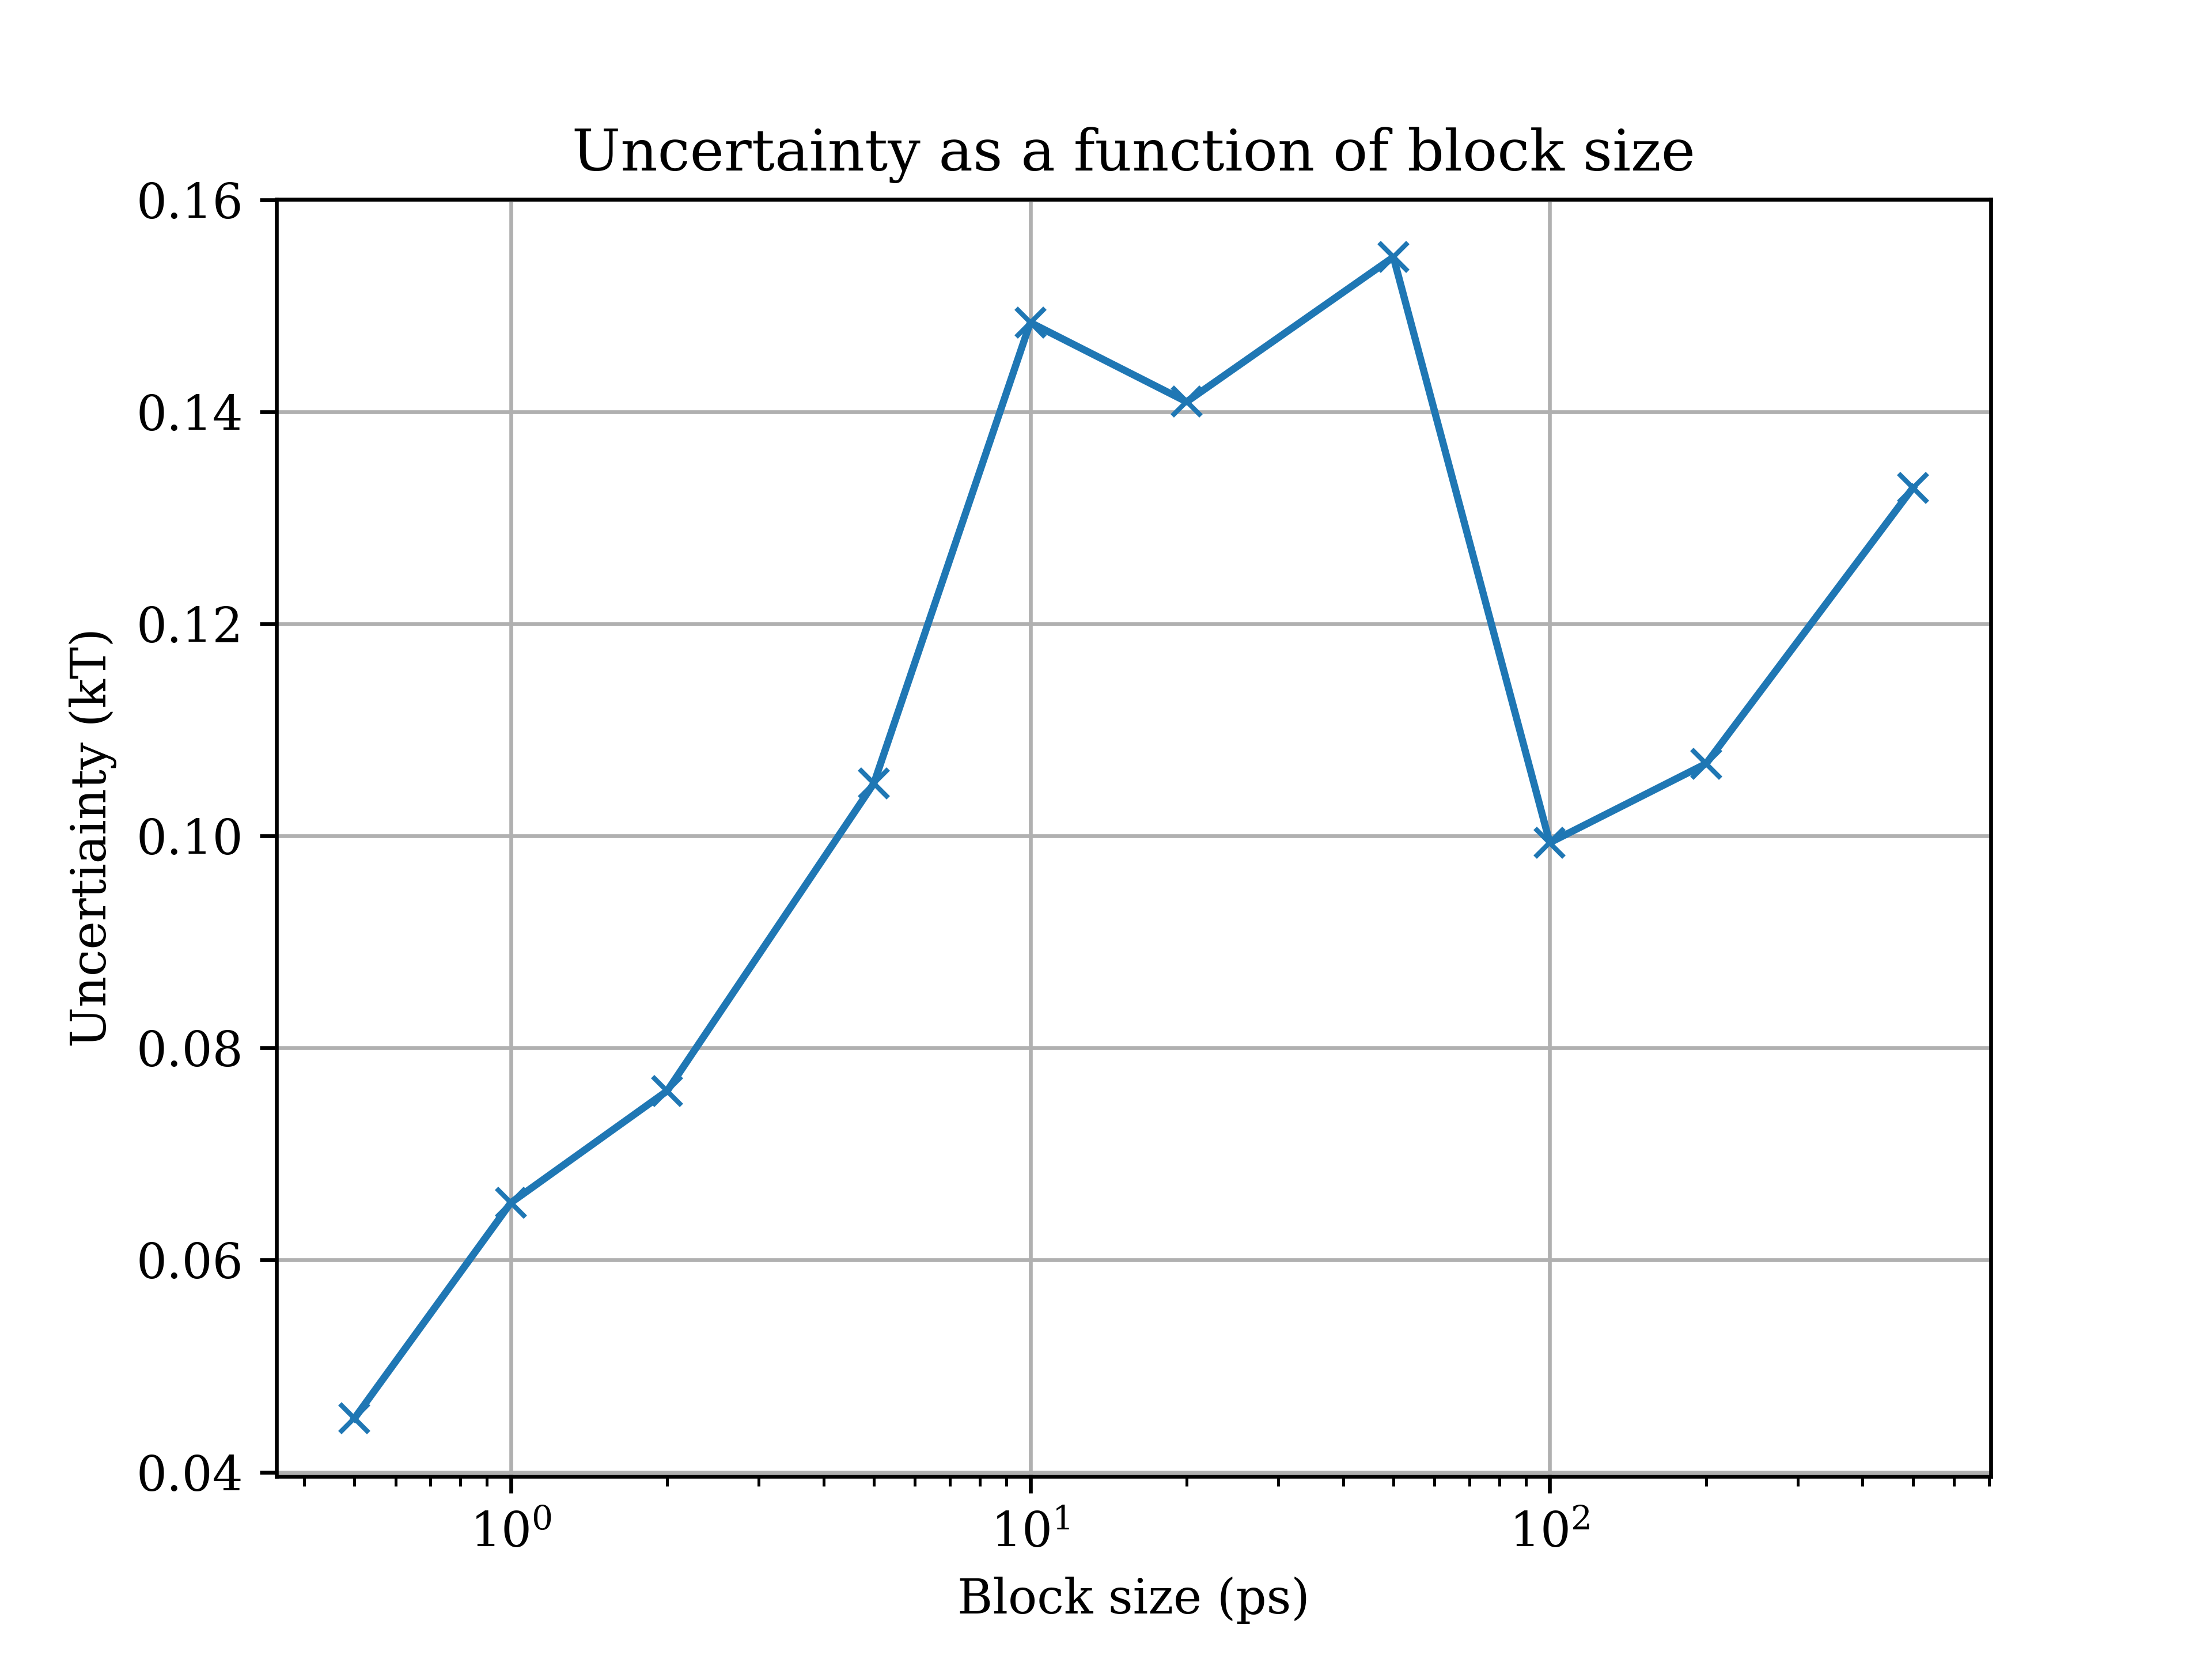 Uncertainty as a function of block size
0.16
0.14
0.12
0.10
0.08
0.06
0.04
Uncertiainty (kT)
10⁰ 10¹ 10²
Block size (ps)